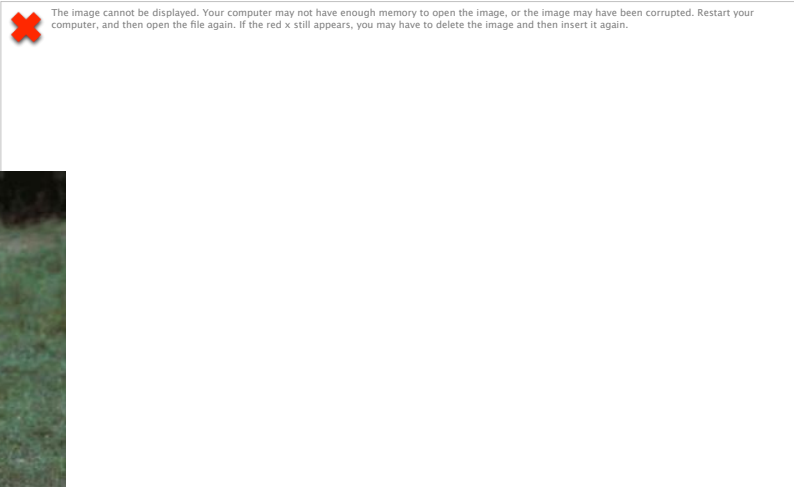 The image cannot be displayed. Your computer may not have enough memory to open the image, or the image may have been corrupted. Restart your
computer, and then open the file again. If the red x still appears, you may have to delete the image and then insert it again.